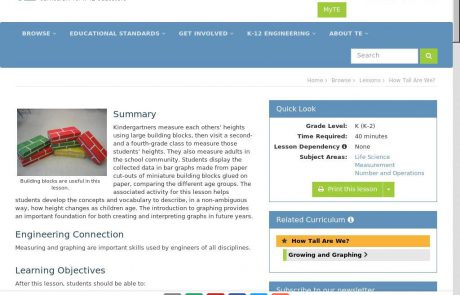 MyTE
BROWSE EDUCATIONAL STANDARDS GET INVOLVED K-12 ENGINEERING ABOUT TE
Search
Home › Browse › Lessons › How Tall Are We?
Summary
Kindergartners measure each others' heights
using large building blocks, then visit a second-
and a fourth-grade class to measure those
students' heights. They also measure adults in
the school community. Students display the
collected data in bar graphs made from paper
cut-outs of miniature building blocks glued on
paper, comparing the different age groups. The
associated activity for this lesson helps
students develop the concepts and vocabulary to describe, in a non-ambiguous
way, how height changes as children age. The introduction to graphing provides
an important foundation for both creating and interpreting graphs in future years.
Building blocks are useful in this
lesson.
Engineering Connection
Measuring and graphing are important skills used by engineers of all disciplines.
Learning Objectives
After this lesson, students should be able to:
Quick Look
Grade Level: K (K-2)
Time Required: 40 minutes
Lesson Dependency None
Subject Areas: Life Science
Measurement
Number and Operations
Print this lesson
Related Curriculum
How Tall Are We?
Growing and Graphing
Subscribe to our newsletter